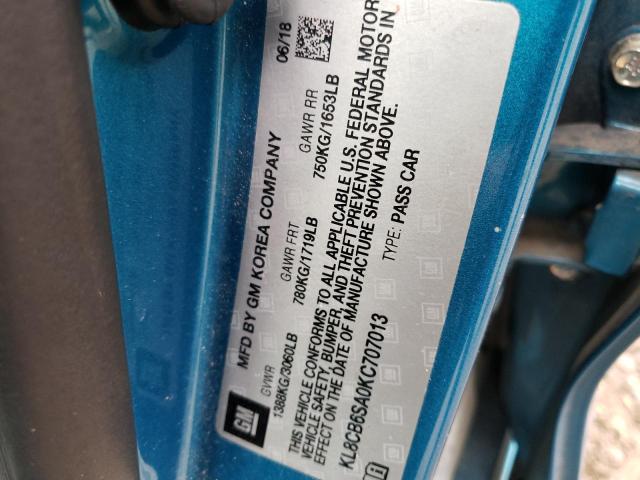 MFD BY GM KOREA COMPANY 06/18
GVWR GAWR FRT GAWR RR
1388KG/3060LB 780KG/1719LB 750KG/1653LB
THIS VEHICLE CONFORMS TO ALL APPLICABLE U.S. FEDERAL MOTOR
VEHICLE SAFETY, BUMPER, AND THEFT PREVENTION STANDARDS IN
EFFECT ON THE DATE OF MANUFACTURE SHOWN ABOVE.
KL8CB6SA0KC707013 TYPE: PASS CAR
GM